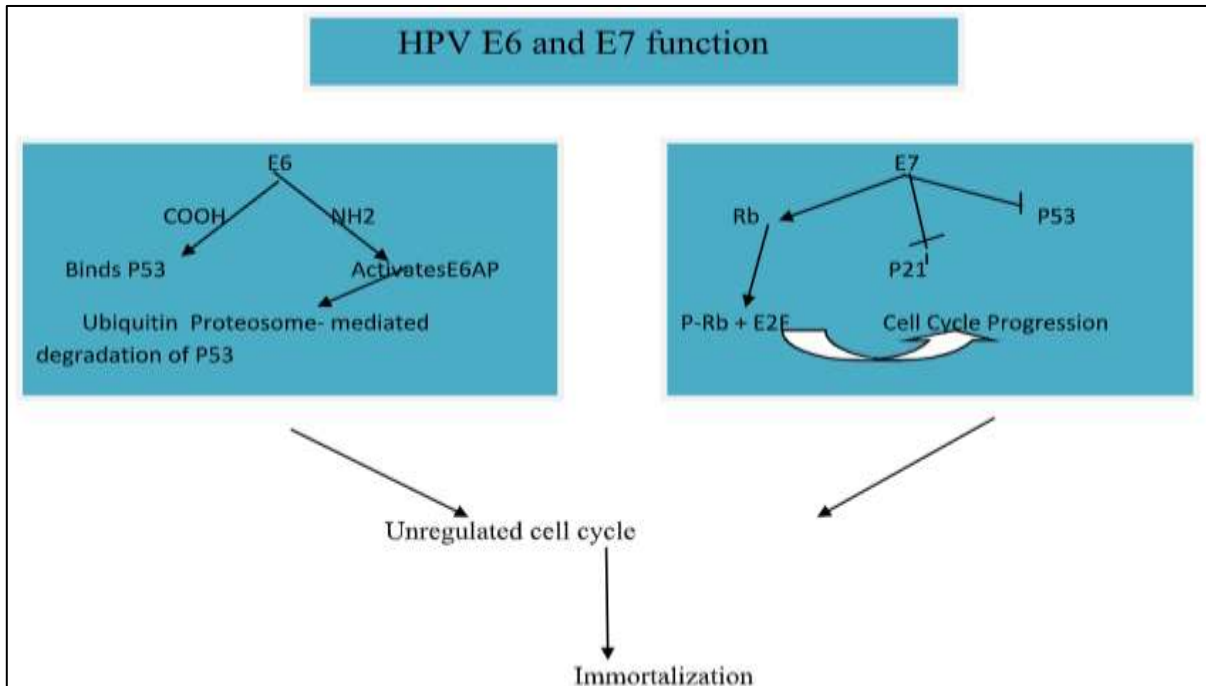 HPV E6 and E7 function
E6
COOH NH2
Binds P53 ActivatesE6AP
Ubiquitin Proteosome- mediated
degradation of P53
E7
Rb P53
P21
P-Rb + E2F Cell Cycle Progression
Unregulated cell cycle
Immortalization